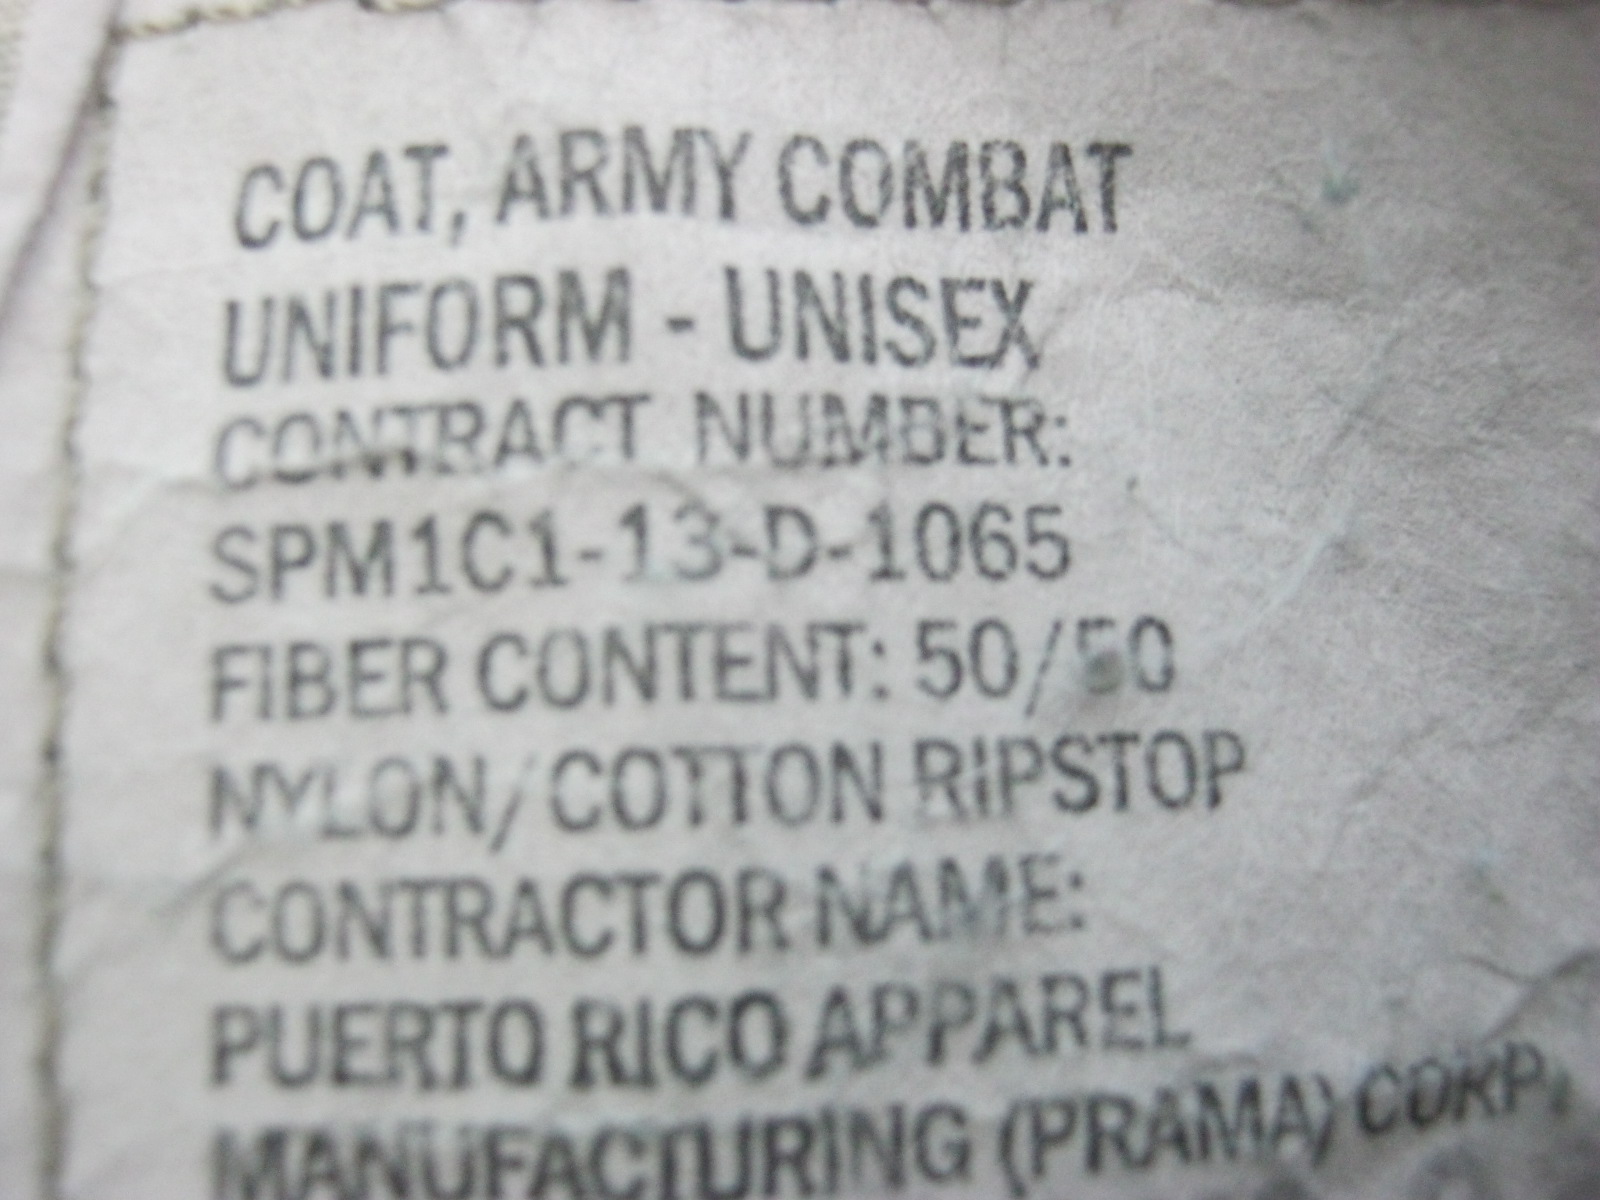 COAT, ARMY COMBAT
UNIFORM - UNISEX
CONTRACT NUMBER:
SPM1C1-13-D-1065
FIBER CONTENT: 50/50
NYLON/COTTON RIPSTOP
CONTRACTOR NAME:
PUERTO RICO APPAREL
MANUFACTURING (PRAMA) CORP.